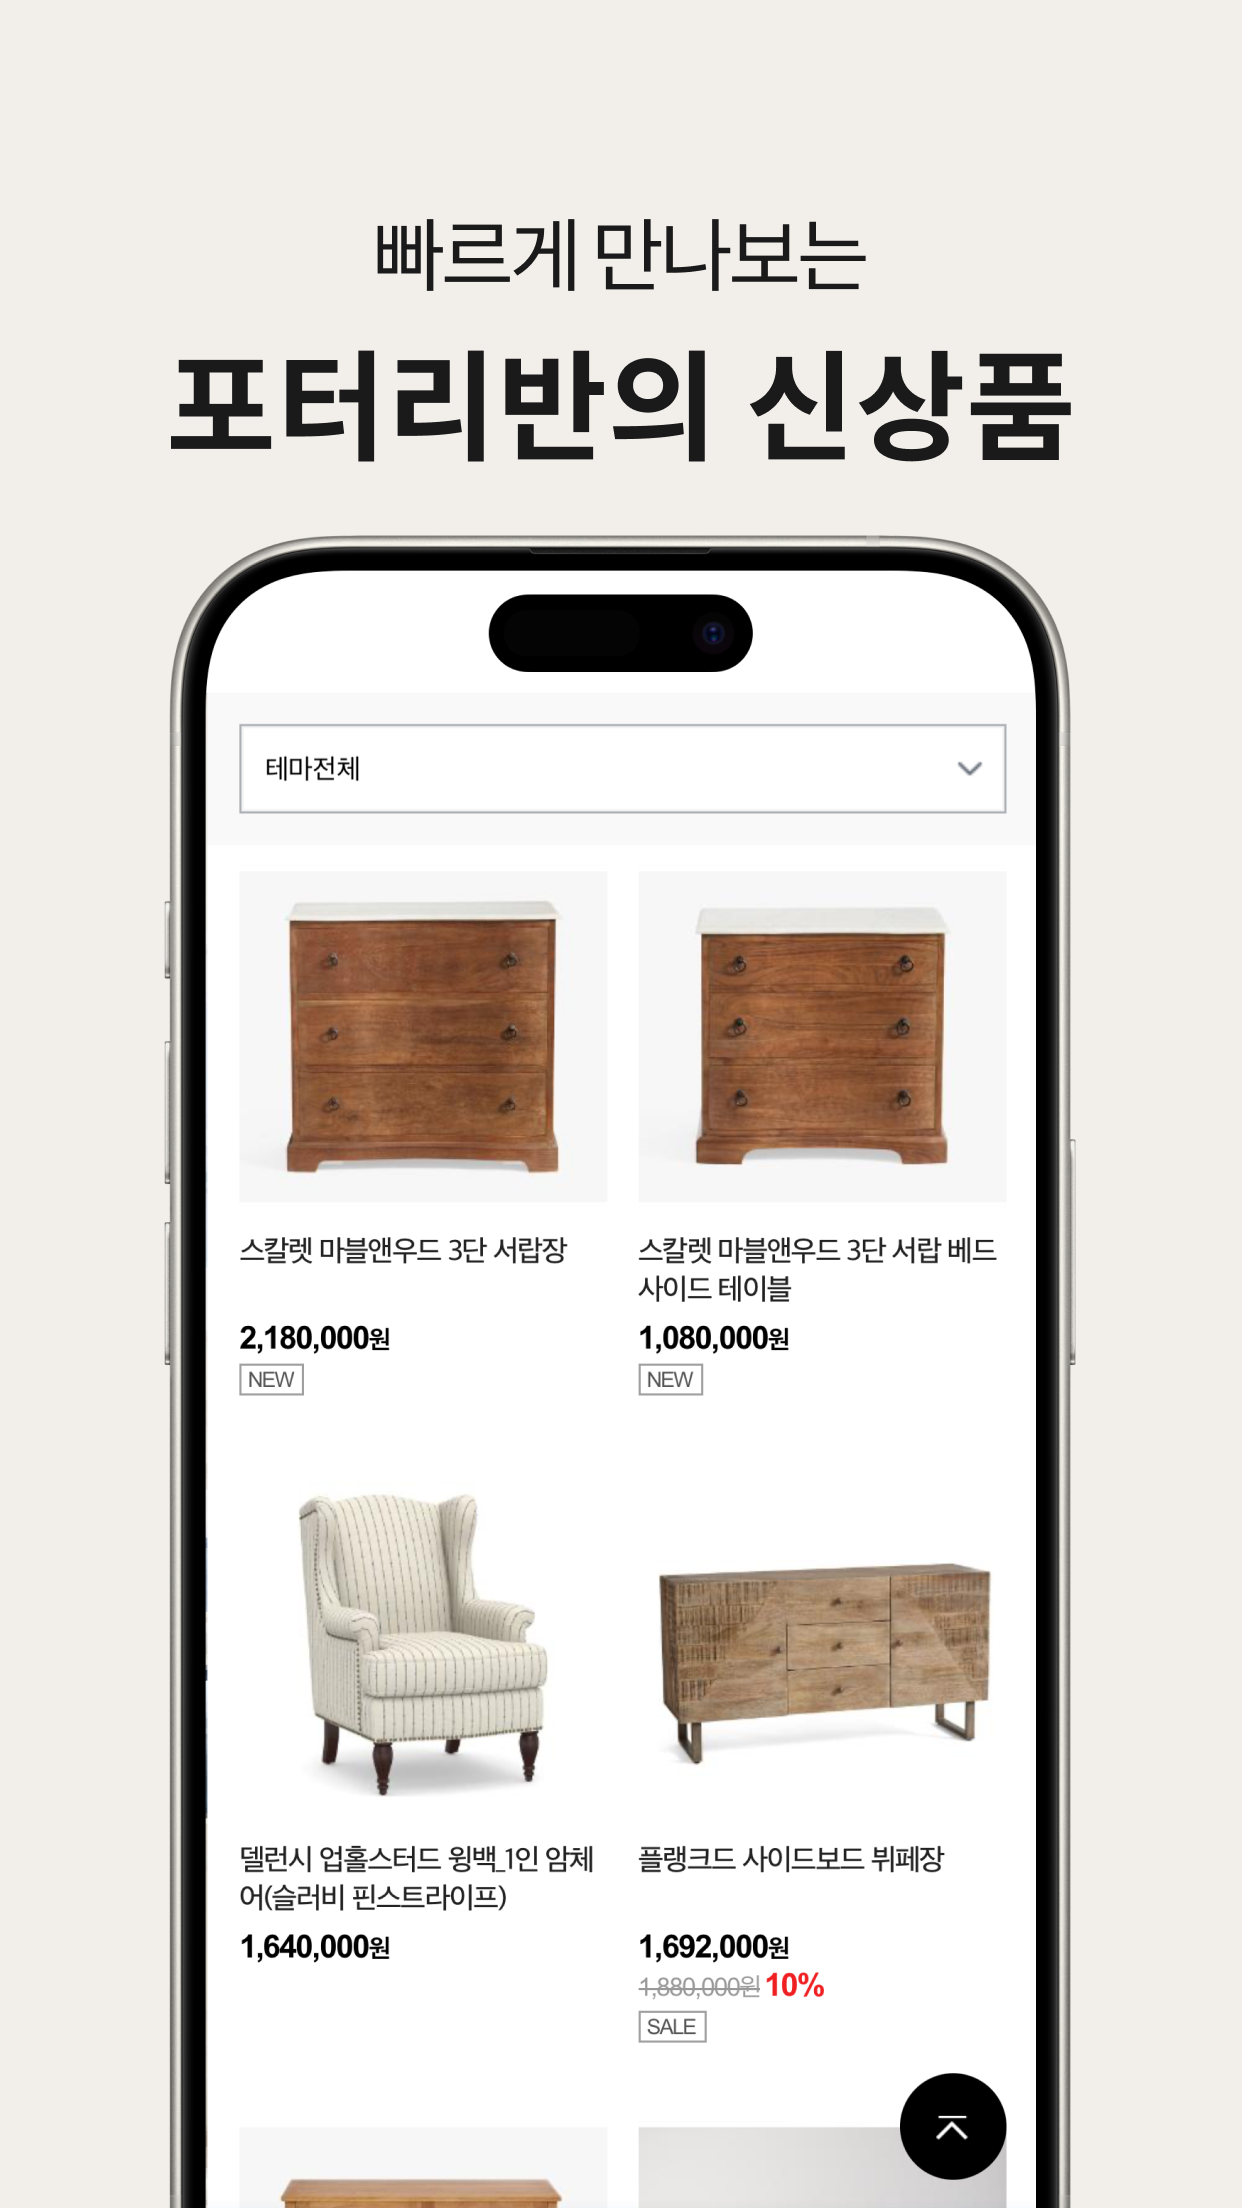 빠르게 만나보는
포터리반의 신상품
테마전체
스칼렛 마블앤우드 3단 서랍장
2,180,000원
NEW
스칼렛 마블앤우드 3단 서랍 베드
사이드 테이블
1,080,000원
NEW
델런시 업홀스터드 윙백_1인 암체
어(슬러비 핀스트라이프)
1,640,000원
플랭크드 사이드보드 뷔페장
1,692,000원
1,880,000원 10%
SALE